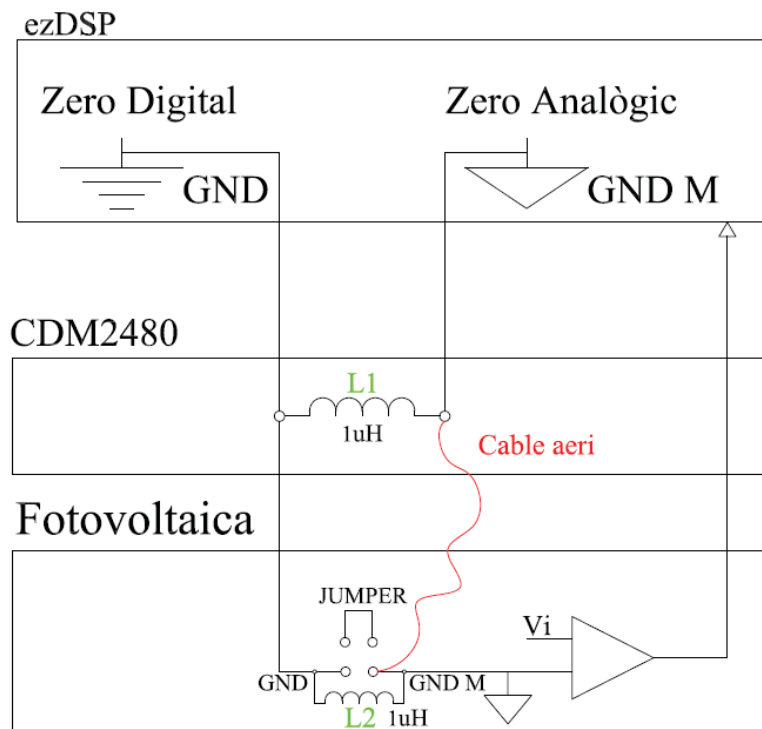 ezDSP
Zero Digital
Zero Analògic
GND
GND M
CDM2480
L1
1uH
Cable aeri
Fotovoltaica
JUMPER
Vi
GND
GND M
L2
1uH